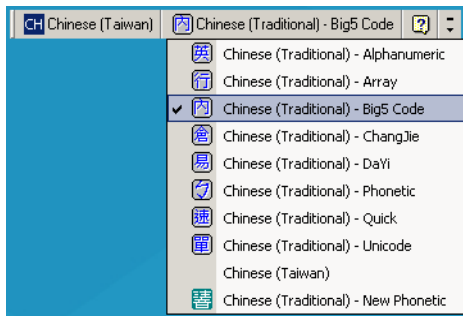 CH Chinese (Taiwan) 內 Chinese (Traditional) - Big5 Code ?
英 Chinese (Traditional) - Alphanumeric
行 Chinese (Traditional) - Array
內 Chinese (Traditional) - Big5 Code
倉 Chinese (Traditional) - ChangJie
易 Chinese (Traditional) - DaYi
ㄅ Chinese (Traditional) - Phonetic
速 Chinese (Traditional) - Quick
單 Chinese (Traditional) - Unicode
Chinese (Taiwan)
Chinese (Traditional) - New Phonetic